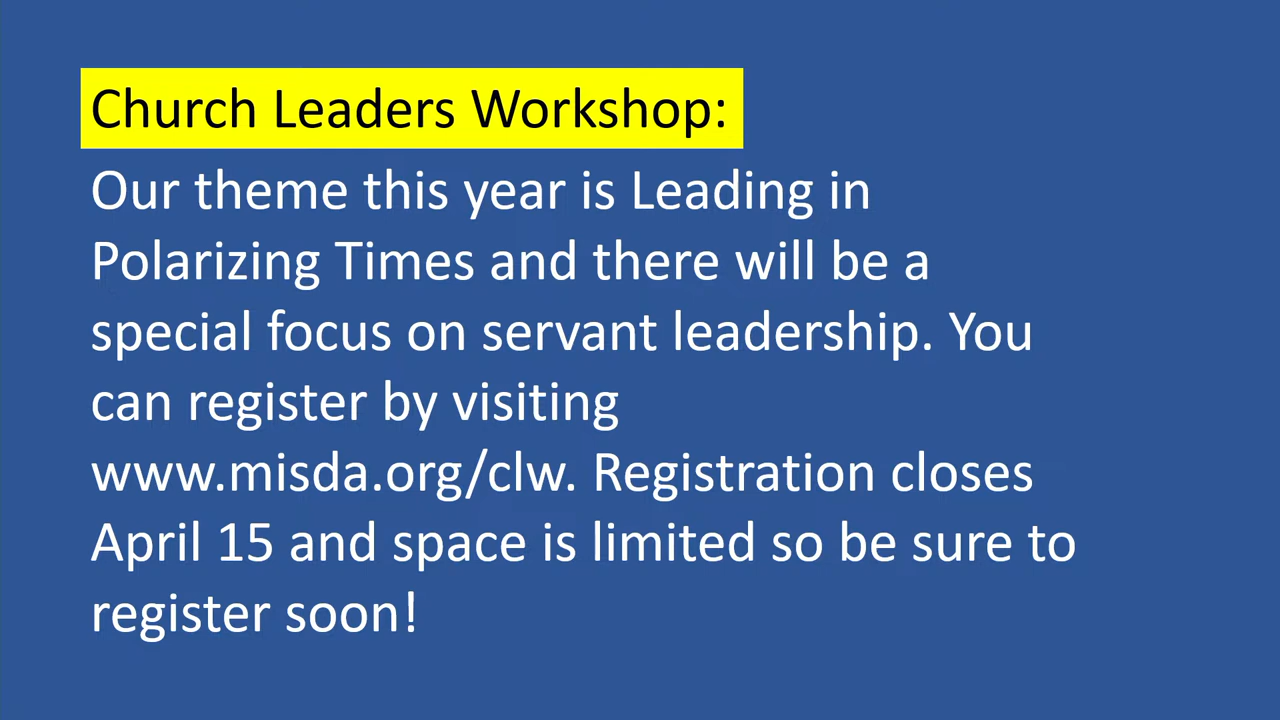 Church Leaders Workshop:
Our theme this year is Leading in
Polarizing Times and there will be a
special focus on servant leadership. You
can register by visiting
www.misda.org/clw. Registration closes
April 15 and space is limited so be sure to
register soon!